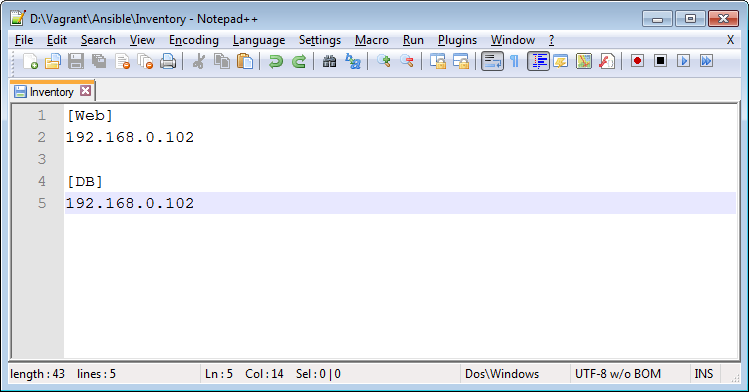 D:\Vagrant\Ansible\Inventory - Notepad++
File Edit Search View Encoding Language Settings Macro Run Plugins Window ? X
Inventory
1 [Web]
2 192.168.0.102
3
4 [DB]
5 192.168.0.102
length : 43 lines : 5 Ln : 5 Col : 14 Sel : 0 | 0 Dos\Windows UTF-8 w/o BOM INS